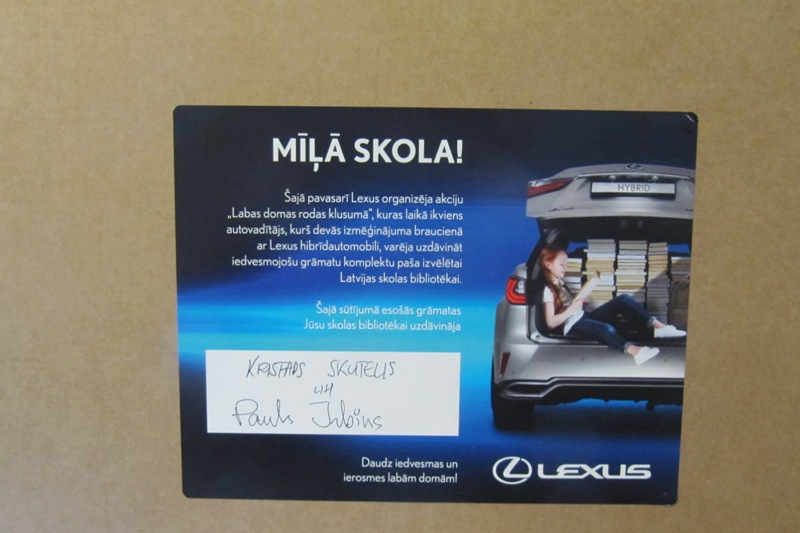 MĪĻĀ SKOLA!
Šajā pavasarī Lexus organizēja akciju
„Labas domas rodas klusumā”, kuras laikā ikviens
autovadītājs, kurš devās izmēģinājuma braucienā
ar Lexus hibrīdautomobili, varēja uzdāvināt
iedvesmojošu grāmatu komplektu paša izvēlētai
Latvijas skolas bibliotēkai.
Šajā sūtījumā esošās grāmatas
Jūsu skolas bibliotēkai uzdāvināja
KRISTAPS SKUTELIS
UN
Pauls Irbins
Daudz iedvesmas un
ierosmes labām domām!
LEXUS
HYBRID